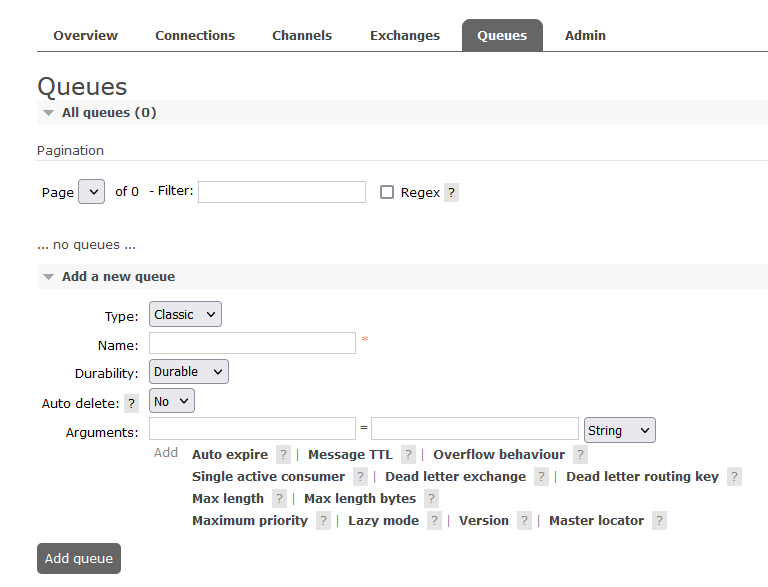 Overview Connections Channels Exchanges Queues Admin
Queues
All queues (0)
Pagination
Page of 0 - Filter: Regex ?
... no queues ...
Add a new queue
Type: Classic
Name: *
Durability: Durable
Auto delete: ? No
Arguments: = String
Add Auto expire ? | Message TTL ? | Overflow behaviour ?
Single active consumer ? | Dead letter exchange ? | Dead letter routing key ?
Max length ? | Max length bytes ?
Maximum priority ? | Lazy mode ? | Version ? | Master locator ?
Add queue